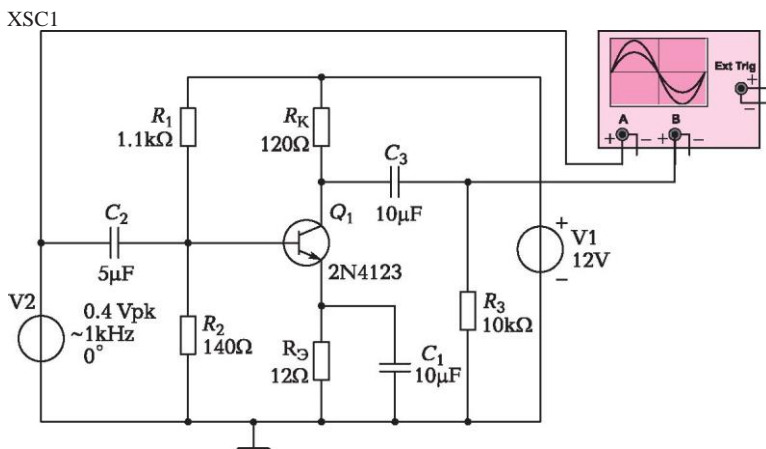 XSC1
Ext Trig
+
−
A
B
+ − + −
R1
1.1kΩ
RК
120Ω
C3
10μF
C2
5μF
Q1
2N4123
+
V1
12V
−
V2
0.4 Vpk
~1kHz
0°
R2
140Ω
RЭ
12Ω
C1
10μF
R3
10kΩ